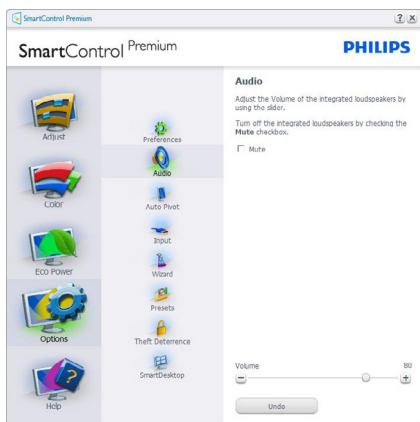 SmartControl Premium
? X
SmartControl Premium
PHILIPS
Adjust
Color
Eco Power
Options
Help
Preferences
Audio
Auto Pivot
Input
Wizard
Presets
Theft Deterrence
SmartDesktop
Audio
Adjust the Volume of the integrated loudspeakers by
using the slider.
Turn off the integrated loudspeakers by checking the
Mute checkbox.
Mute
Volume 80
Undo